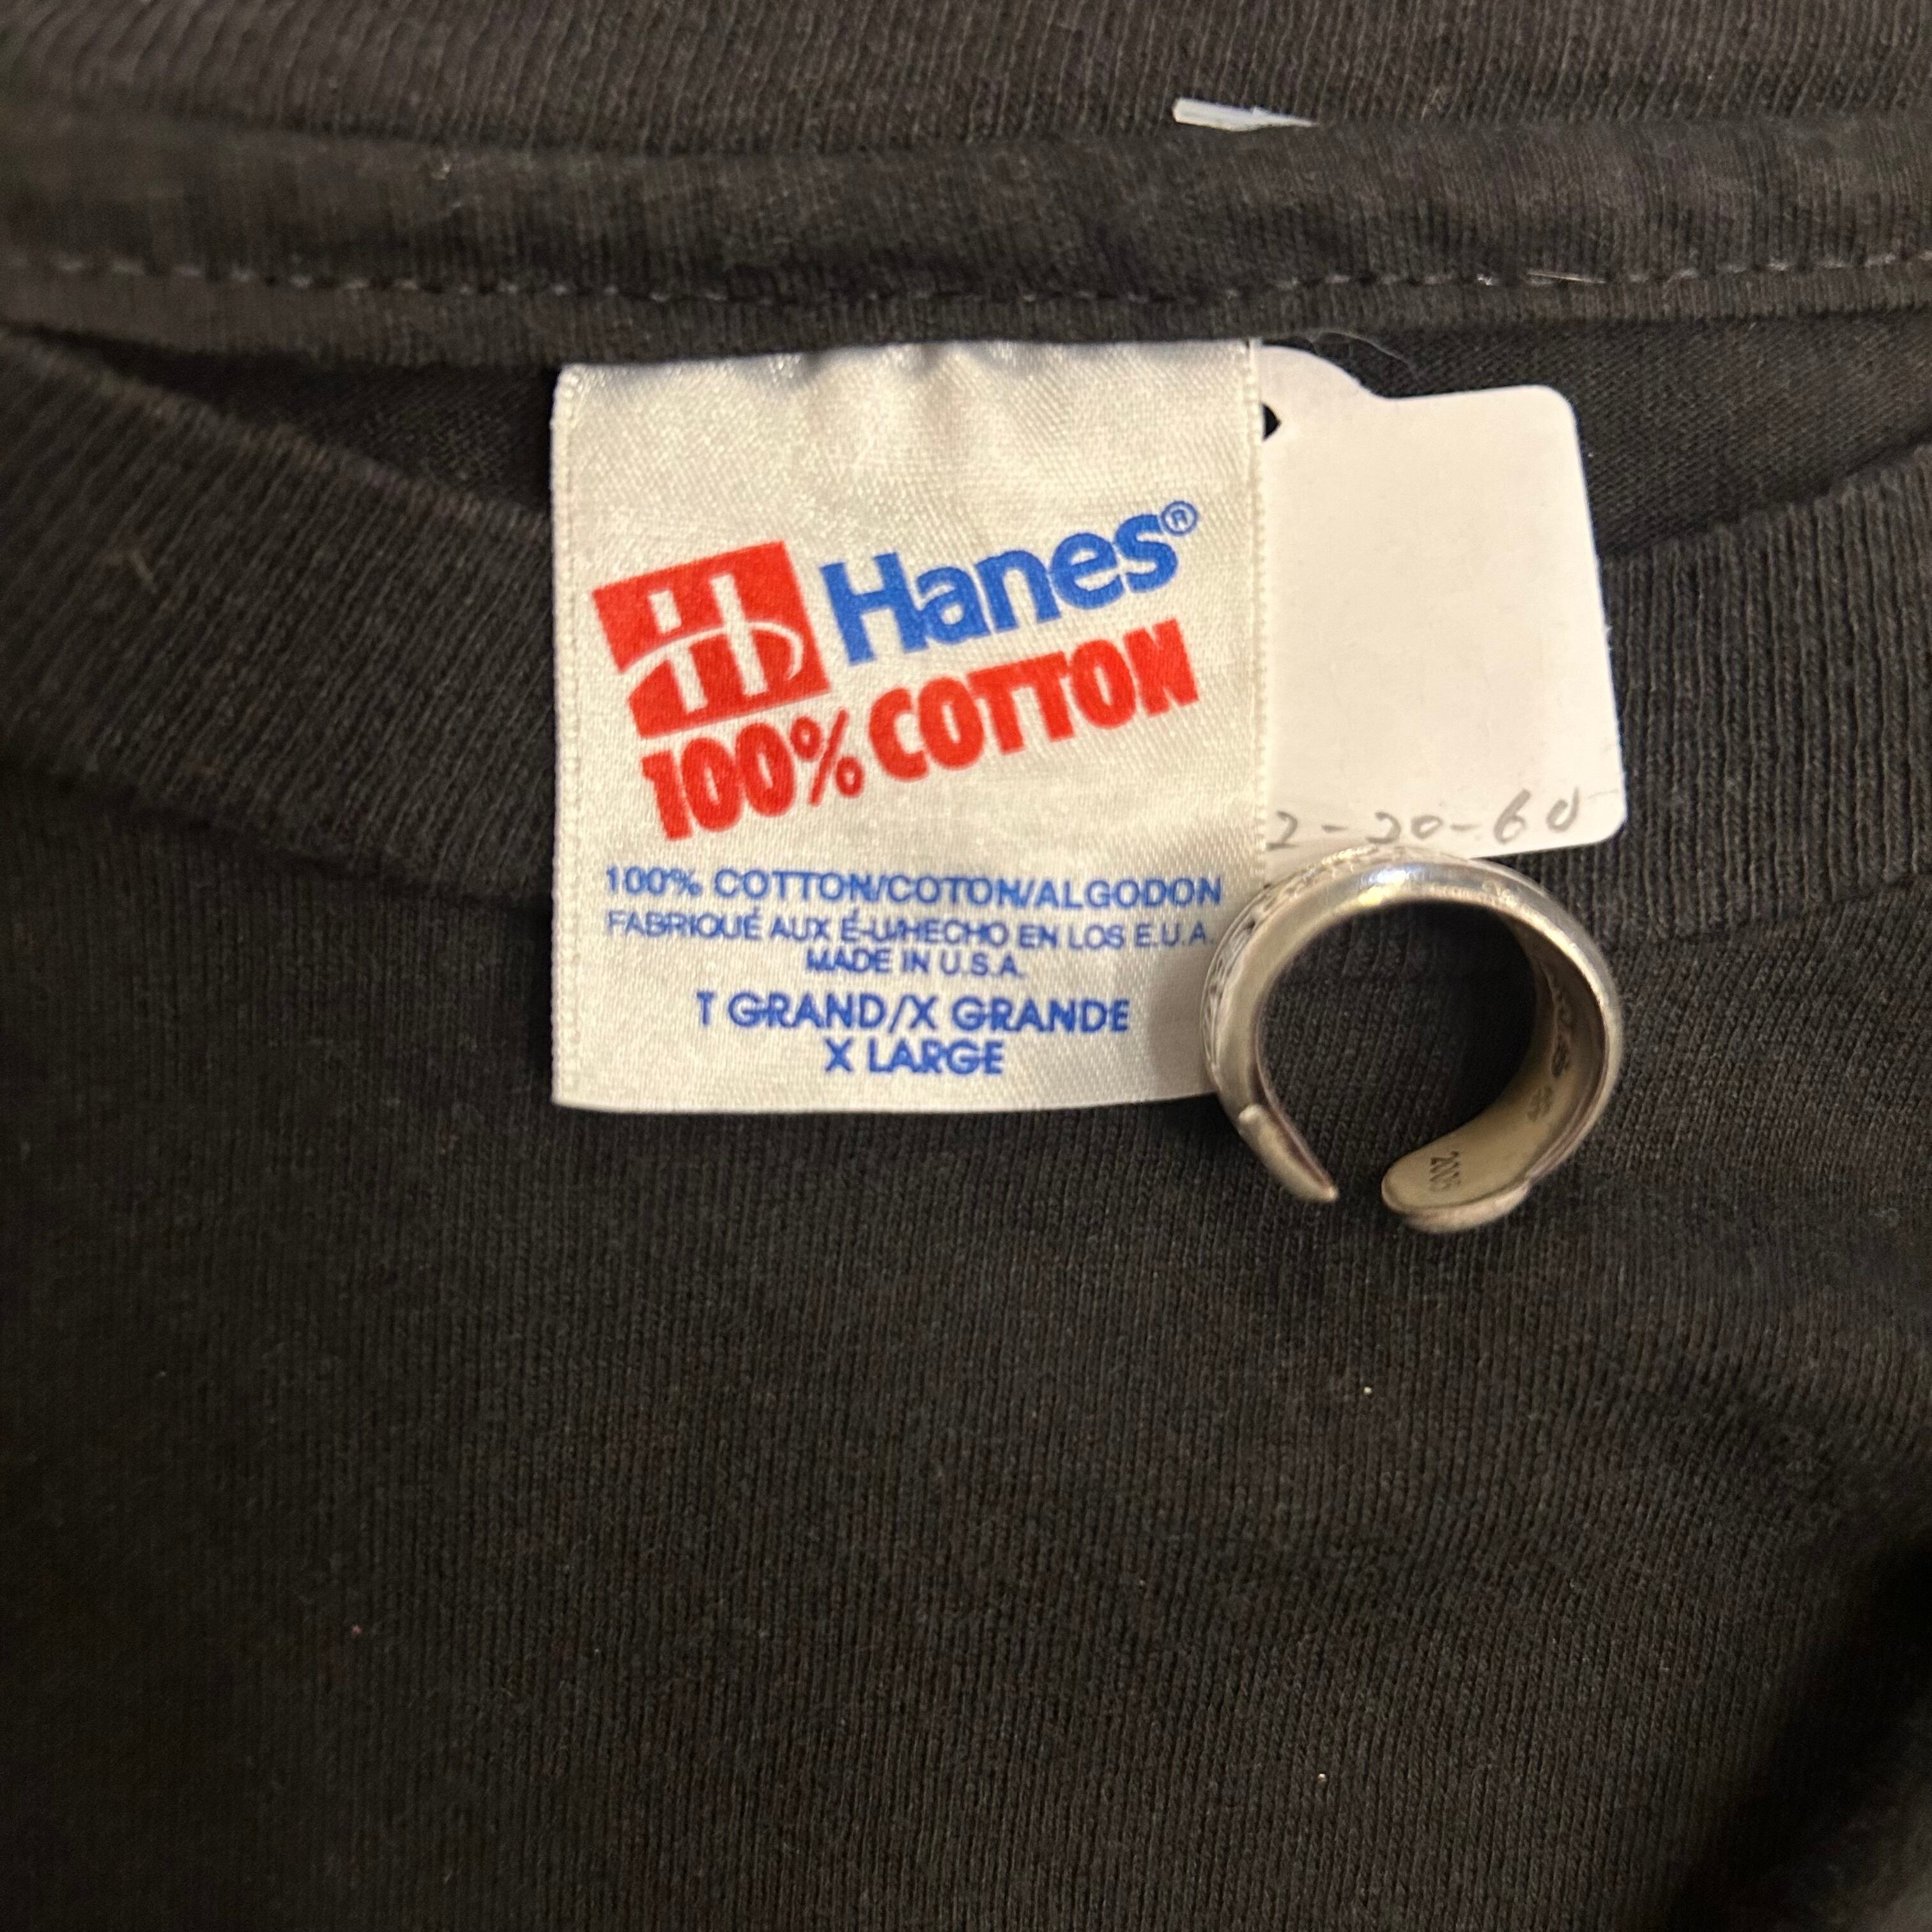 Hanes®
100% COTTON
100% COTTON/COTON/ALGODON
FABRIQUÉ AUX É-U/HECHO EN LOS E.U.A.
MADE IN U.S.A.
T GRAND/X GRANDE
X LARGE
2-20-60